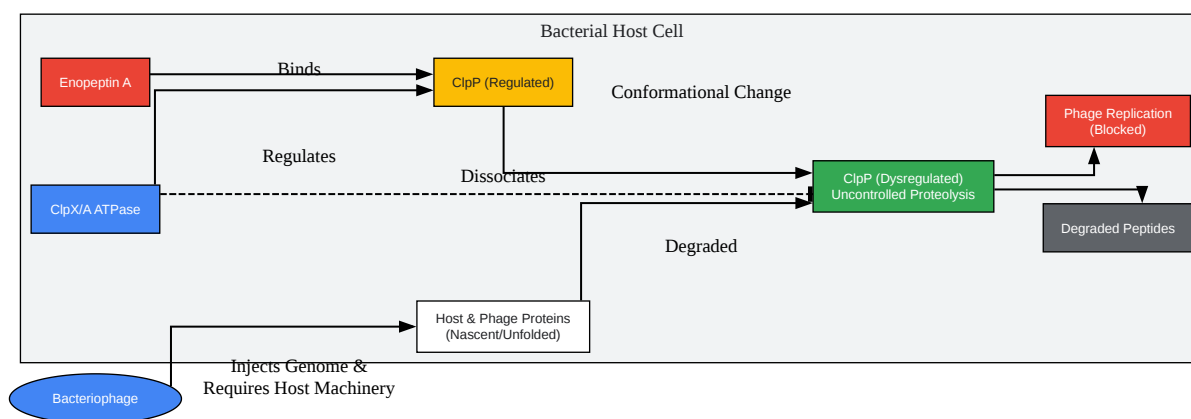 Bacterial Host Cell
Enopeptin A
Binds
ClpP (Regulated)
Conformational Change
Phage Replication
(Blocked)
Regulates
Dissociates
ClpX/A ATPase
ClpP (Dysregulated)
Uncontrolled Proteolysis
Degraded Peptides
Degraded
Host & Phage Proteins
(Nascent/Unfolded)
Injects Genome &
Requires Host Machinery
Bacteriophage